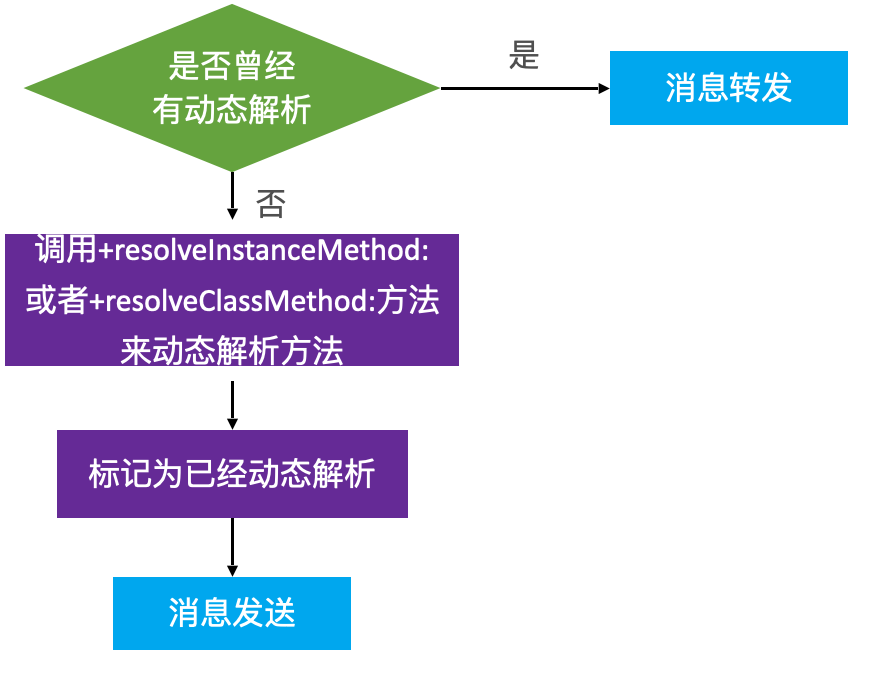 是否曾经
有动态解析
是
消息转发
否
调用+resolveInstanceMethod:
或者+resolveClassMethod:方法
来动态解析方法
标记为已经动态解析
消息发送